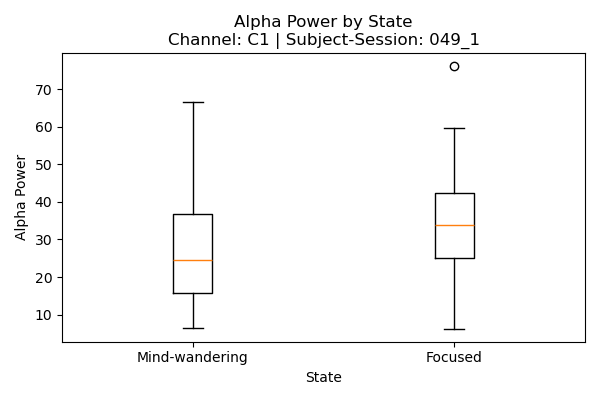 Alpha Power by State
Channel: C1 | Subject-Session: 049_1
Alpha Power
70
60
50
40
30
20
10
Mind-wandering
Focused
State